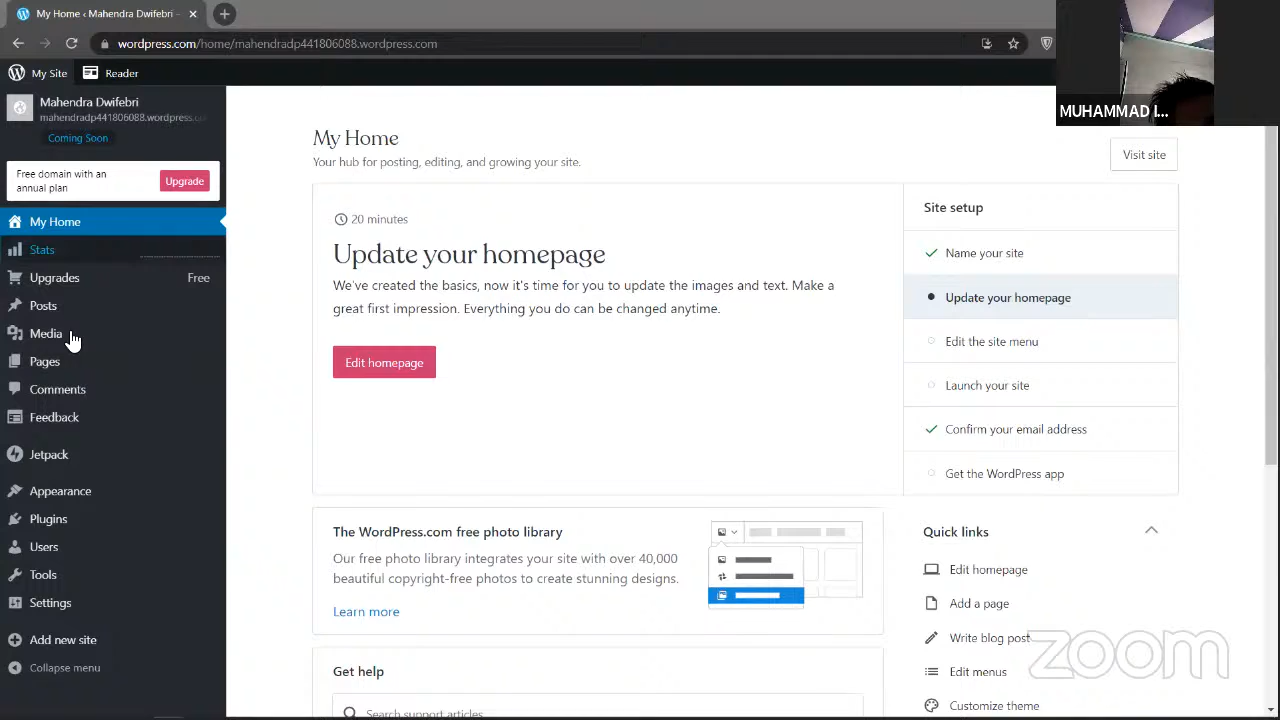 My Home ‹ Mahendra Dwifebri –
wordpress.com/home/mahendradp441806088.wordpress.com
My Site
Reader
MUHAMMAD I...
Mahendra Dwifebri
mahendradp441806088.wordpress.co
Coming Soon
Free domain with an
annual plan
Upgrade
My Home
Stats
Upgrades
Free
Posts
Media
Pages
Comments
Feedback
Jetpack
Appearance
Plugins
Users
Tools
Settings
Add new site
Collapse menu
My Home
Your hub for posting, editing, and growing your site.
Visit site
20 minutes
Update your homepage
We've created the basics, now it's time for you to update the images and text. Make a
great first impression. Everything you do can be changed anytime.
Edit homepage
Site setup
Name your site
Update your homepage
Edit the site menu
Launch your site
Confirm your email address
Get the WordPress app
The WordPress.com free photo library
Our free photo library integrates your site with over 40,000
beautiful copyright-free photos to create stunning designs.
Learn more
Get help
Search support articles
Quick links
Edit homepage
Add a page
Write blog post
Edit menus
Customize theme
zoom